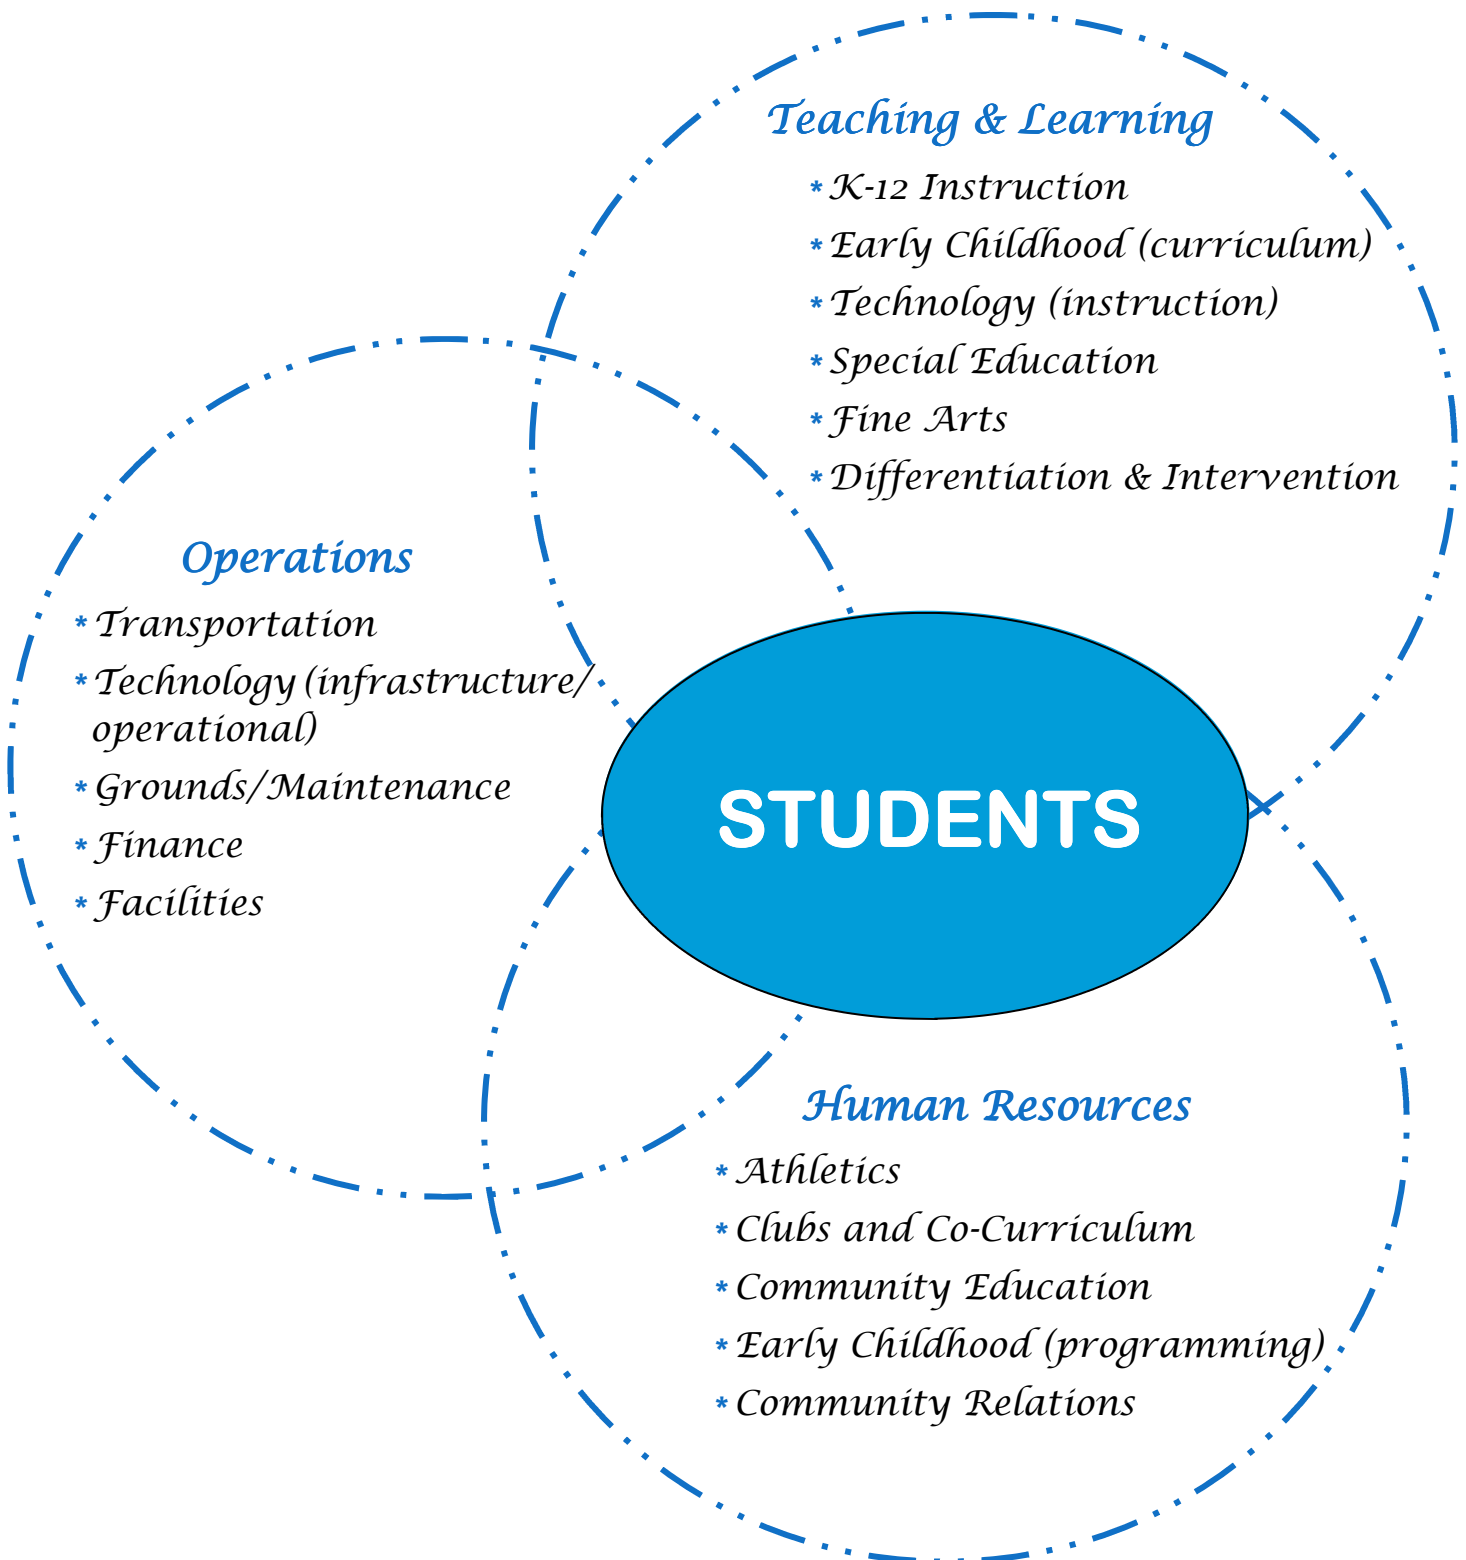 Teaching & Learning
* K-12 Instruction
* Early Childhood (curriculum)
* Technology (instruction)
* Special Education
* Fine Arts
* Differentiation & Intervention
Operations
* Transportation
* Technology (infrastructure/
operational)
* Grounds/Maintenance
* Finance
* Facilities
STUDENTS
Human Resources
* Athletics
* Clubs and Co-Curriculum
* Community Education
* Early Childhood (programming)
* Community Relations